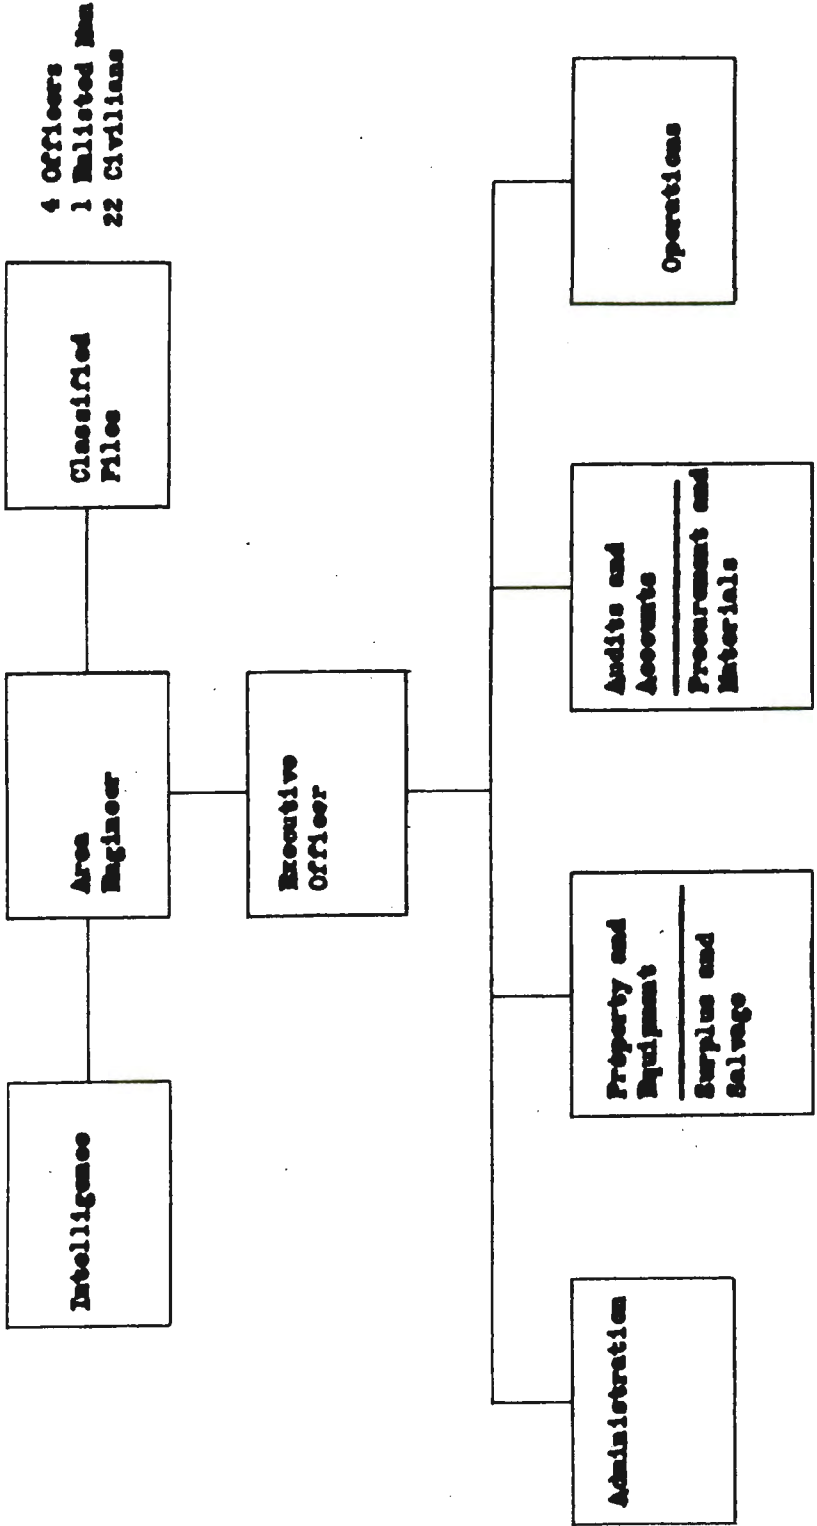 4 Officers
1 Enlisted Man
22 Civilians
Intelligence
Area
Engineer
Classified
Files
Executive
Officer
Administration
Property and
Equipment
Surplus and
Salvage
Audits and
Accounts
Procurement and
Materials
Operations